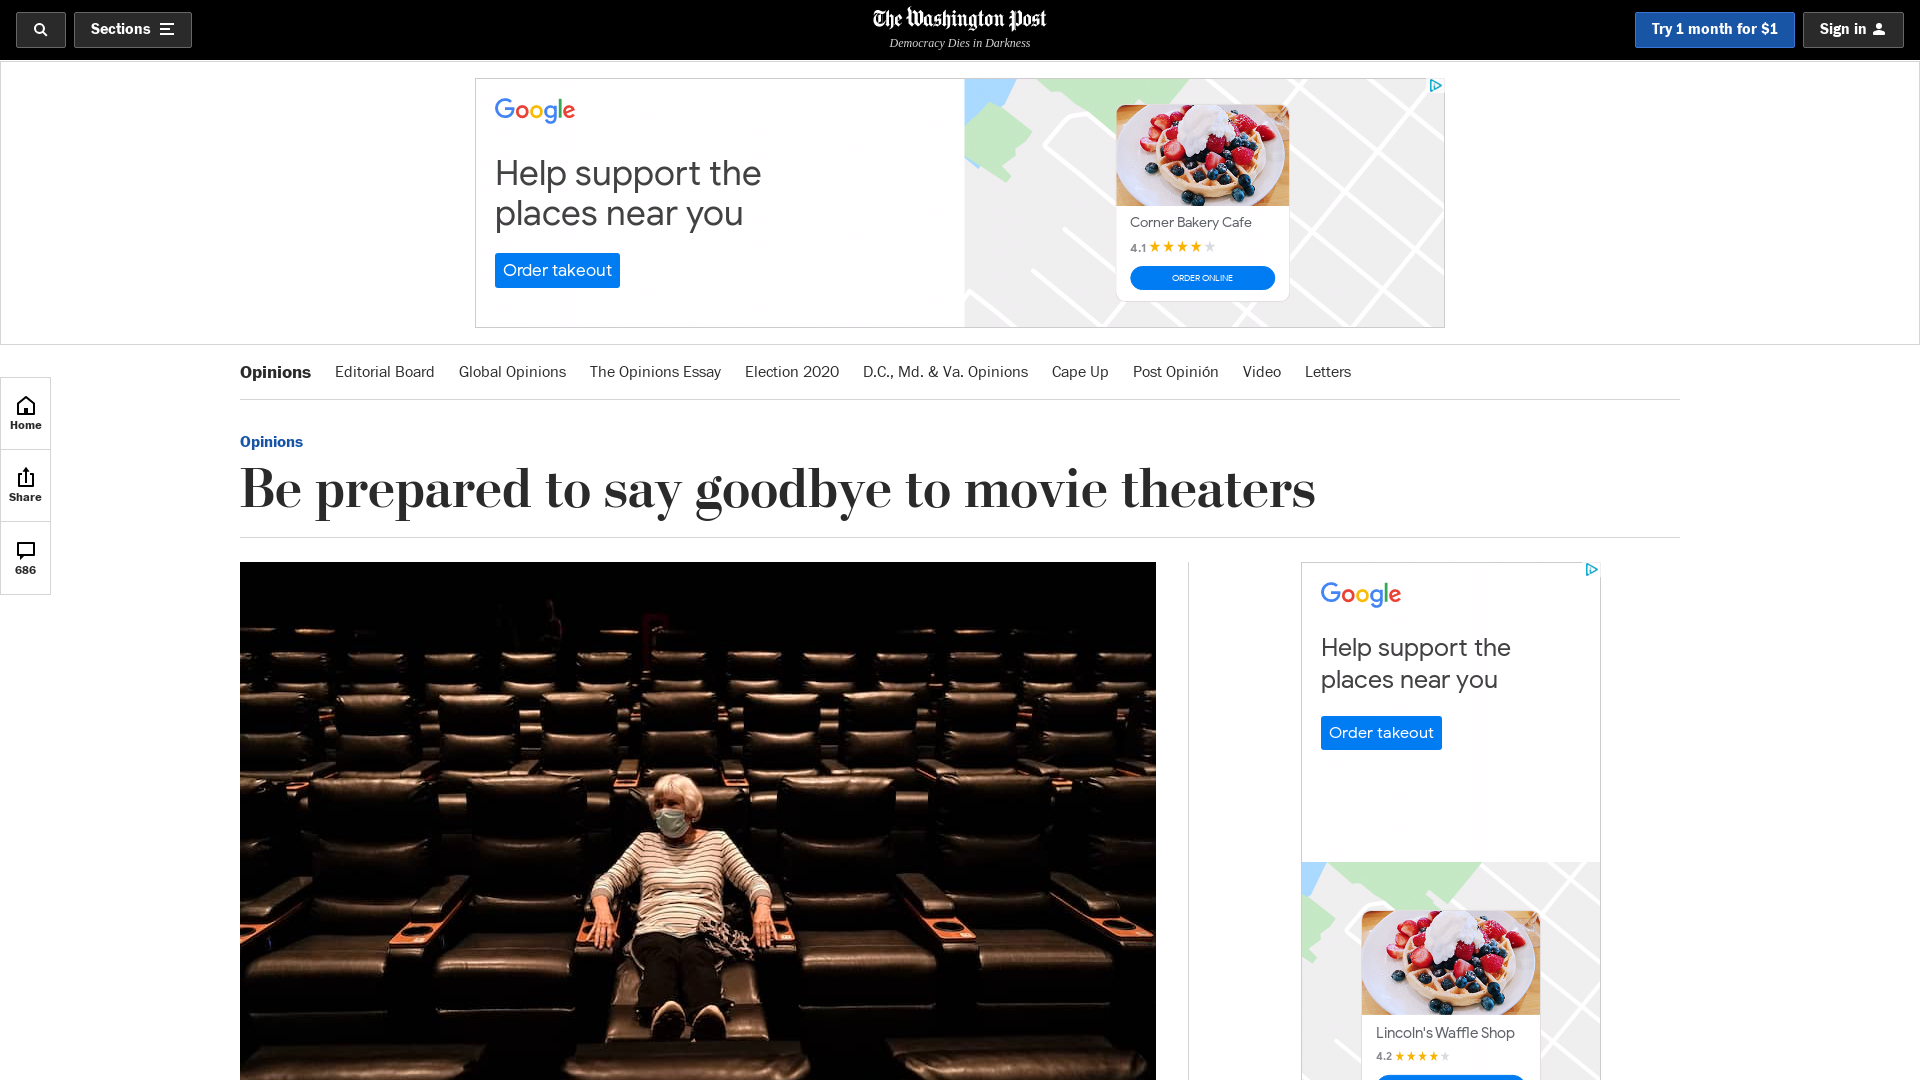 Sections
The Washington Post
Democracy Dies in Darkness
Try 1 month for $1
Sign in
Google
Help support the
places near you
Order takeout
Corner Bakery Cafe
4.1
ORDER ONLINE
Opinions
Editorial Board
Global Opinions
The Opinions Essay
Election 2020
D.C., Md. & Va. Opinions
Cape Up
Post Opinión
Video
Letters
Home
Share
686
Opinions
Be prepared to say goodbye to movie theaters
Google
Help support the
places near you
Order takeout
Lincoln's Waffle Shop
4.2